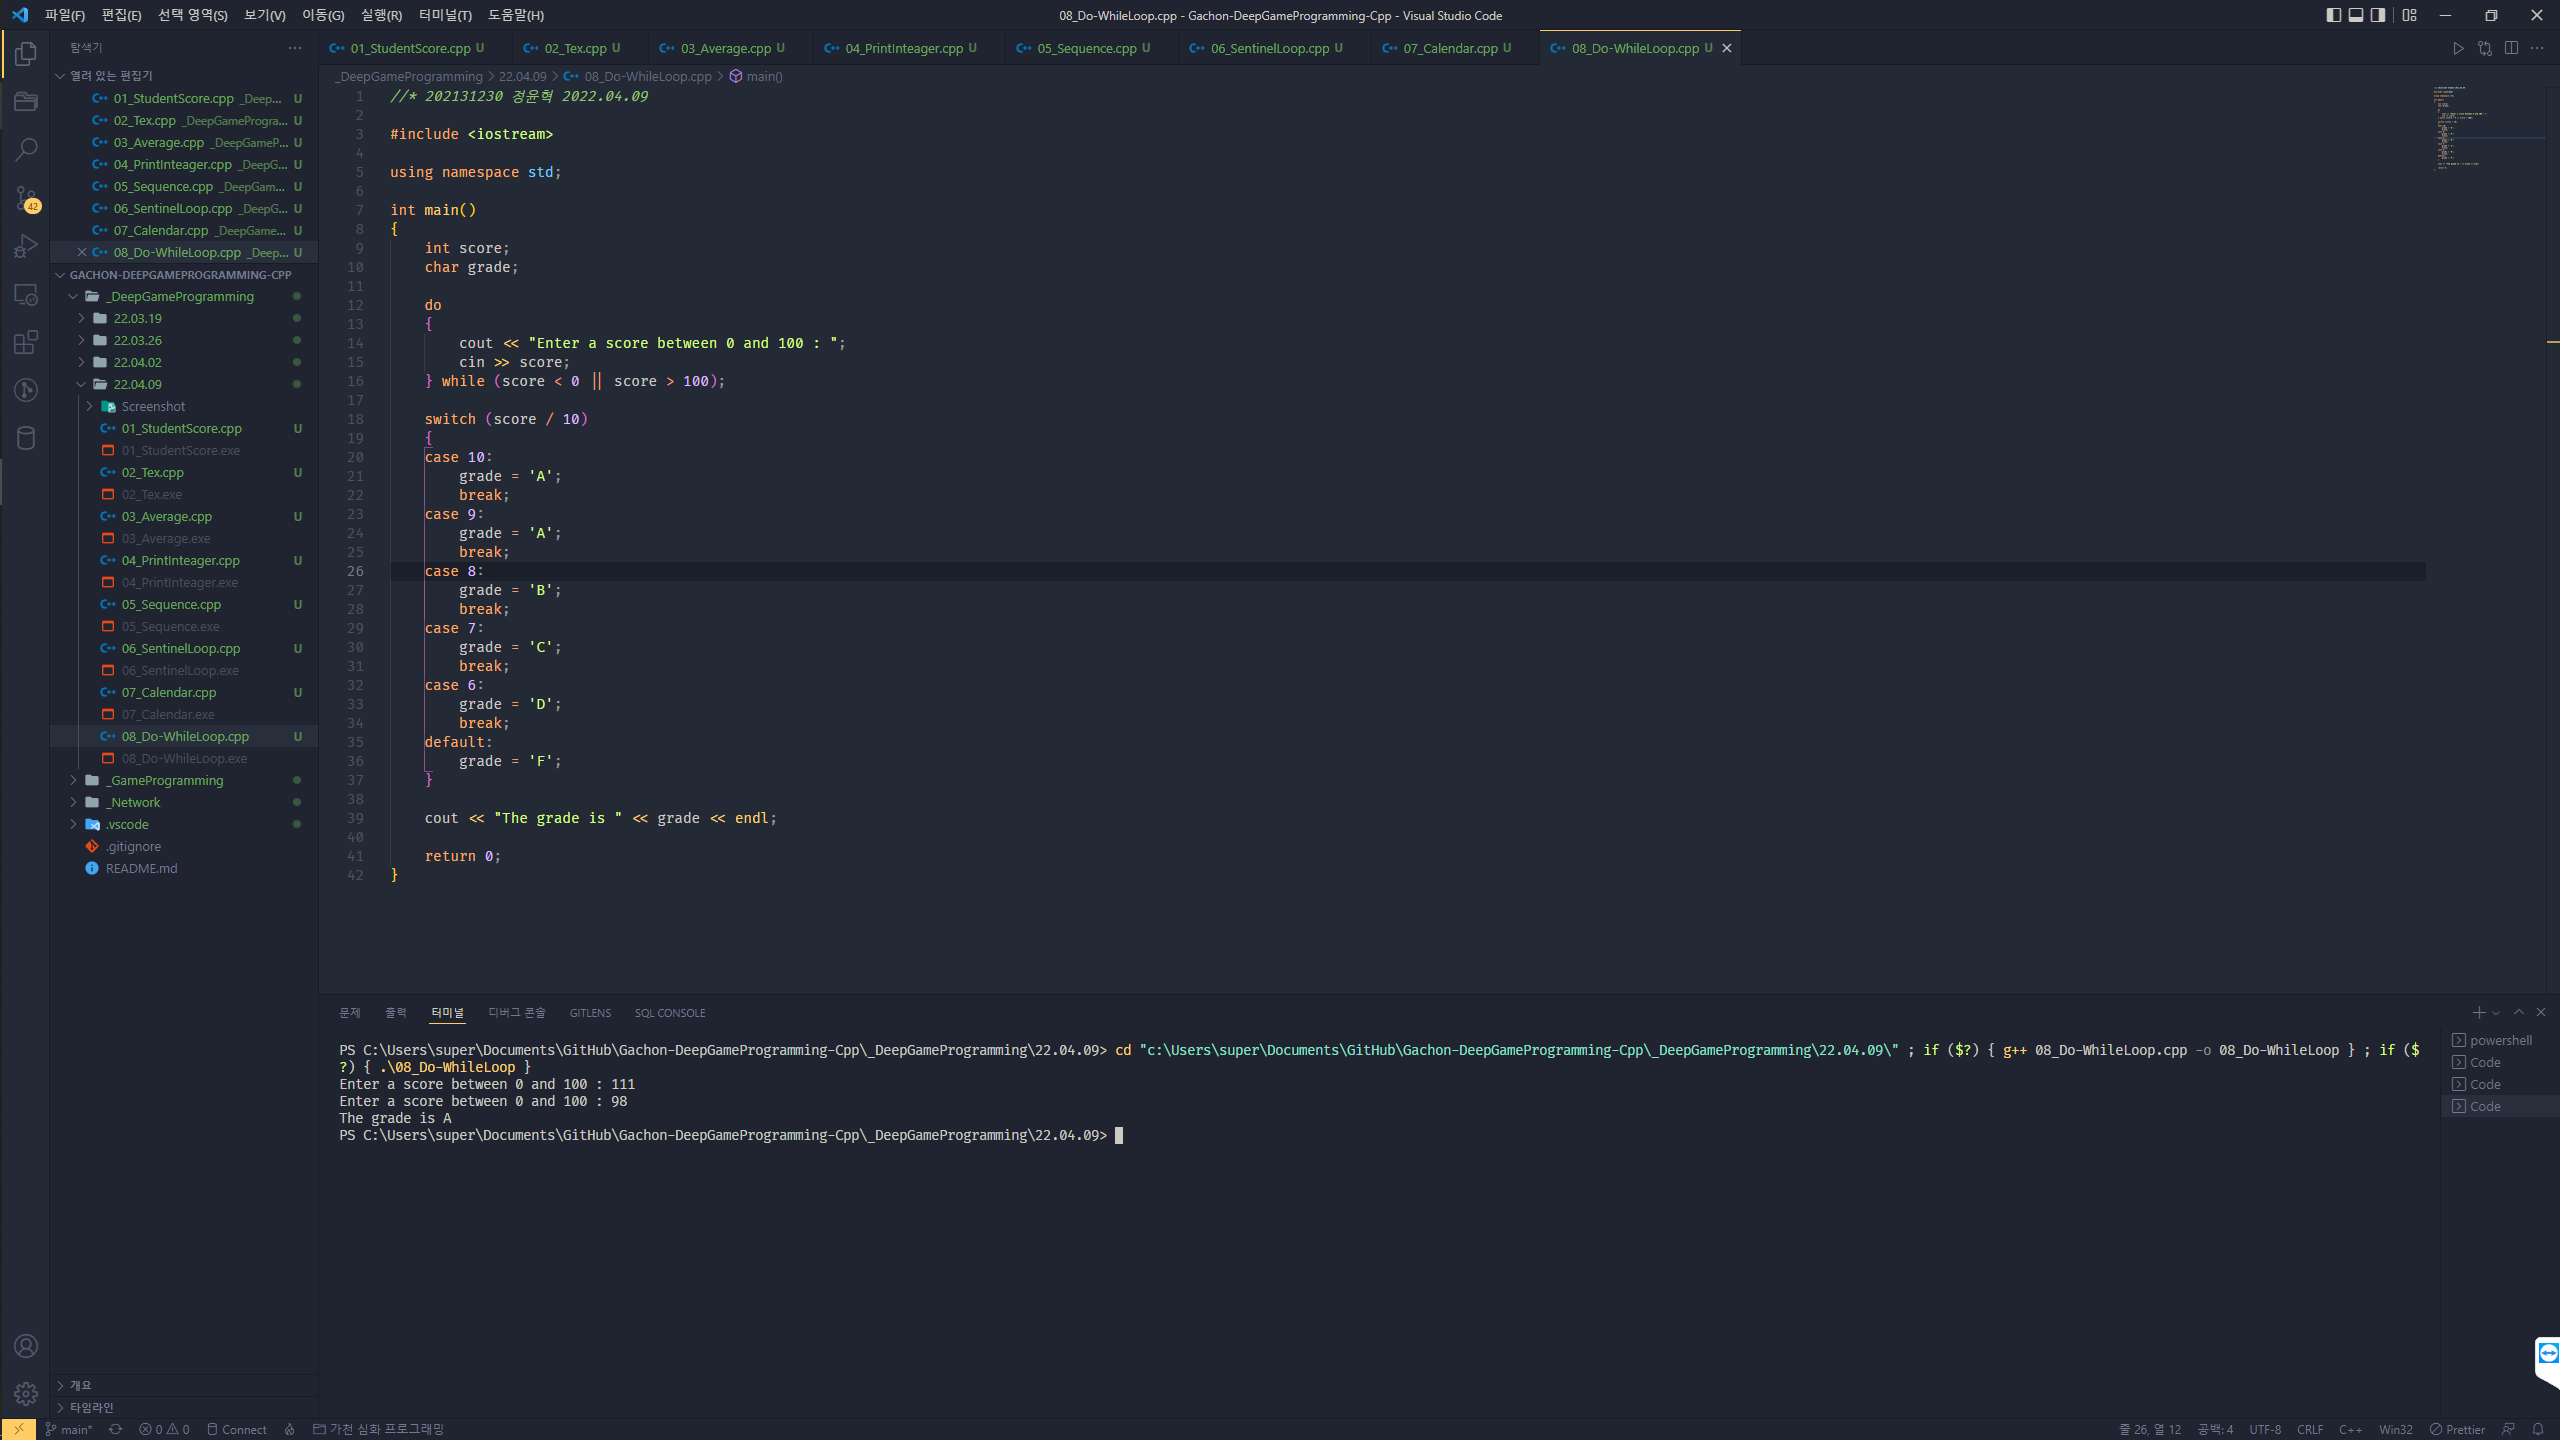 파일(F) 편집(E) 선택 영역(S) 보기(V) 이동(G) 실행(R) 터미널(T) 도움말(H)
08_Do-WhileLoop.cpp - Gachon-DeepGameProgramming-Cpp - Visual Studio Code
탐색기
열려 있는 편집기
01_StudentScore.cpp _Deep... U
02_Tex.cpp _DeepGameProgra... U
03_Average.cpp _DeepGameP... U
04_PrintInteager.cpp _DeepG... U
05_Sequence.cpp _DeepGam... U
06_SentinelLoop.cpp _DeepG... U
07_Calendar.cpp _DeepGame... U
08_Do-WhileLoop.cpp _Deep... U
GACHON-DEEPGAMEPROGRAMMING-CPP
_DeepGameProgramming
22.03.19
22.03.26
22.04.02
22.04.09
Screenshot
01_StudentScore.cpp U
01_StudentScore.exe
02_Tex.cpp U
02_Tex.exe
03_Average.cpp U
03_Average.exe
04_PrintInteager.cpp U
04_PrintInteager.exe
05_Sequence.cpp U
05_Sequence.exe
06_SentinelLoop.cpp U
06_SentinelLoop.exe
07_Calendar.cpp U
07_Calendar.exe
08_Do-WhileLoop.cpp U
08_Do-WhileLoop.exe
_GameProgramming
_Network
.vscode
.gitignore
README.md
개요
타임라인
42
01_StudentScore.cpp U 02_Tex.cpp U 03_Average.cpp U 04_PrintInteager.cpp U 05_Sequence.cpp U 06_SentinelLoop.cpp U 07_Calendar.cpp U 08_Do-WhileLoop.cpp U
_DeepGameProgramming > 22.04.09 > 08_Do-WhileLoop.cpp > main()
1 //* 202131230 정윤혁 2022.04.09
2
3 #include <iostream>
4
5 using namespace std;
6
7 int main()
8 {
9 int score;
10 char grade;
11
12 do
13 {
14 cout << "Enter a score between 0 and 100 : ";
15 cin >> score;
16 } while (score < 0 || score > 100);
17
18 switch (score / 10)
19 {
20 case 10:
21 grade = 'A';
22 break;
23 case 9:
24 grade = 'A';
25 break;
26 case 8:
27 grade = 'B';
28 break;
29 case 7:
30 grade = 'C';
31 break;
32 case 6:
33 grade = 'D';
34 break;
35 default:
36 grade = 'F';
37 }
38
39 cout << "The grade is " << grade << endl;
40
41 return 0;
42 }
문제 출력 터미널 디버그 콘솔 GITLENS SQL CONSOLE
PS C:\Users\super\Documents\GitHub\Gachon-DeepGameProgramming-Cpp\_DeepGameProgramming\22.04.09> cd "c:\Users\super\Documents\GitHub\Gachon-DeepGameProgramming-Cpp\_DeepGameProgramming\22.04.09\" ; if ($?) { g++ 08_Do-WhileLoop.cpp -o 08_Do-WhileLoop } ; if ($
?) { .\08_Do-WhileLoop }
Enter a score between 0 and 100 : 111
Enter a score between 0 and 100 : 98
The grade is A
PS C:\Users\super\Documents\GitHub\Gachon-DeepGameProgramming-Cpp\_DeepGameProgramming\22.04.09>
powershell
Code
Code
Code
main* 0 0 Connect 가천 심화 프로그래밍
줄 26, 열 12 공백: 4 UTF-8 CRLF C++ Win32 Prettier